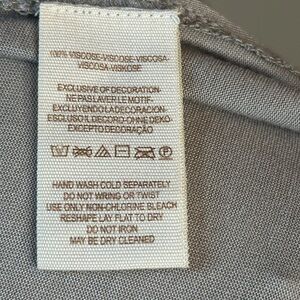 100% VISCOSE-VISCOSE-VISCOSA-
VISCOSA-VISKOSE
EXCLUSIVE OF DECORATION-
NE PAS LAVER LE MOTIF-
EXCLUYENDO LA DECORACION-
ESCLUSO IL DECORO-OHNE DEKO-
EXCEPTO DECORAÇÃO
HAND WASH COLD SEPARATELY
DO NOT WRING OR TWIST
USE ONLY NON-CHLORINE BLEACH
RESHAPE LAY FLAT TO DRY
DO NOT IRON
MAY BE DRY CLEANED